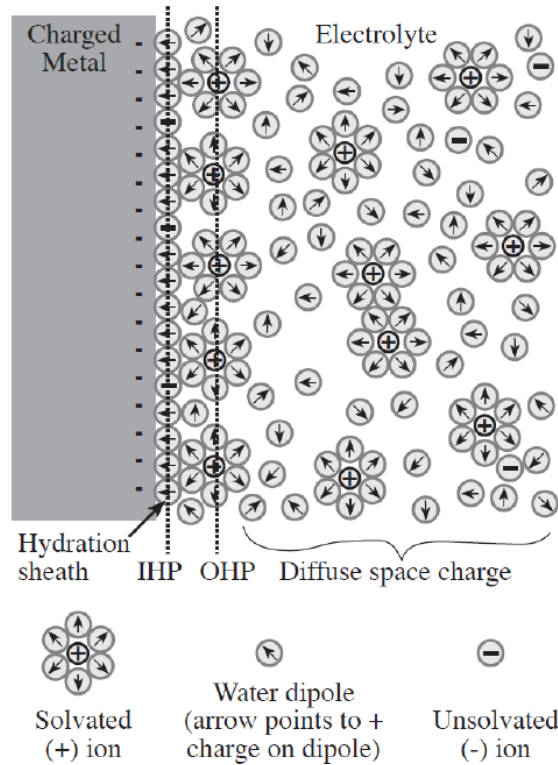 Charged
Metal
Electrolyte
Hydration
sheath
IHP
OHP
Diffuse space charge
Solvated
(+) ion
Water dipole
(arrow points to +
charge on dipole)
Unsolvated
(-) ion